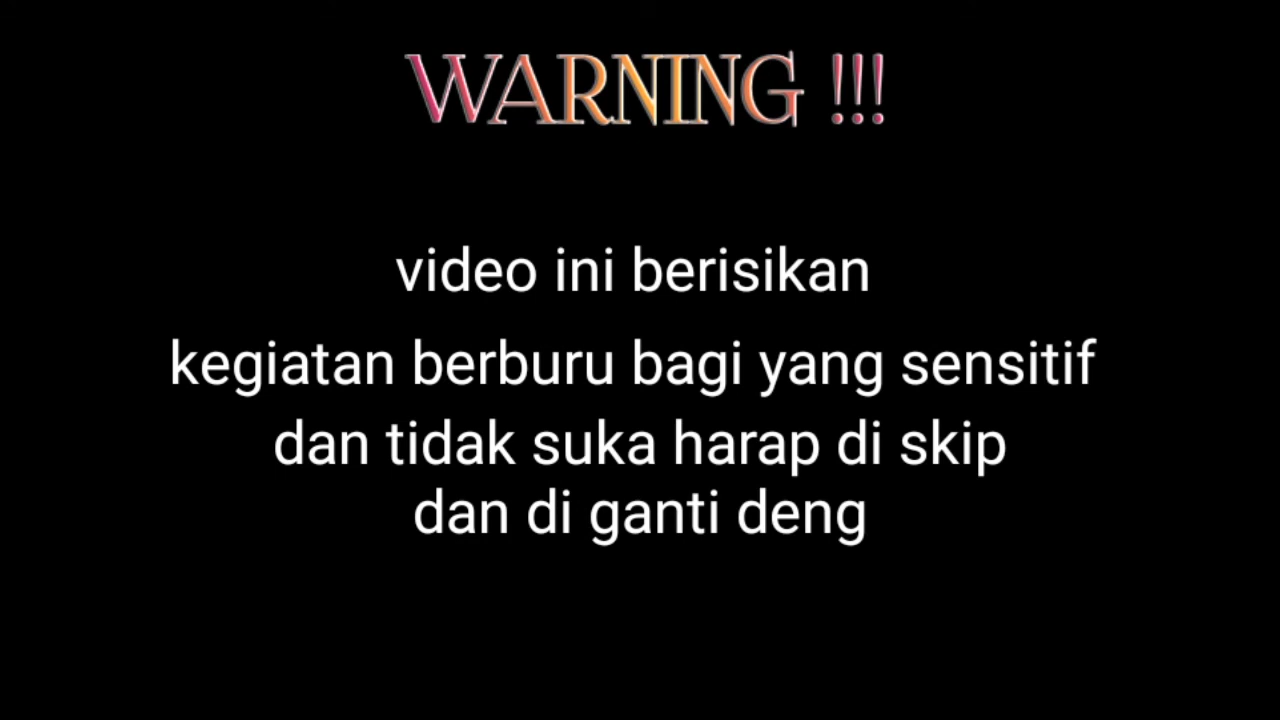 WARNING !!!
video ini berisikan
kegiatan berburu bagi yang sensitif
dan tidak suka harap di skip
dan di ganti deng